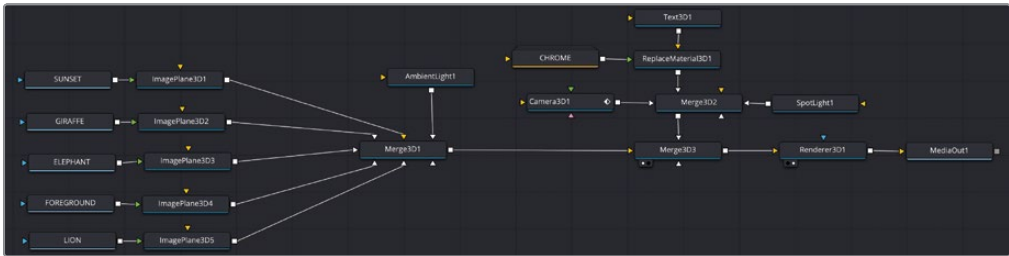 Text3D1
CHROME
ReplaceMaterial3D1
SUNSET
ImagePlane3D1
AmbientLight1
Camera3D1
Merge3D2
SpotLight1
GIRAFFE
ImagePlane3D2
Merge3D1
Merge3D3
Renderer3D1
MediaOut1
ELEPHANT
ImagePlane3D3
FOREGROUND
ImagePlane3D4
LION
ImagePlane3D5